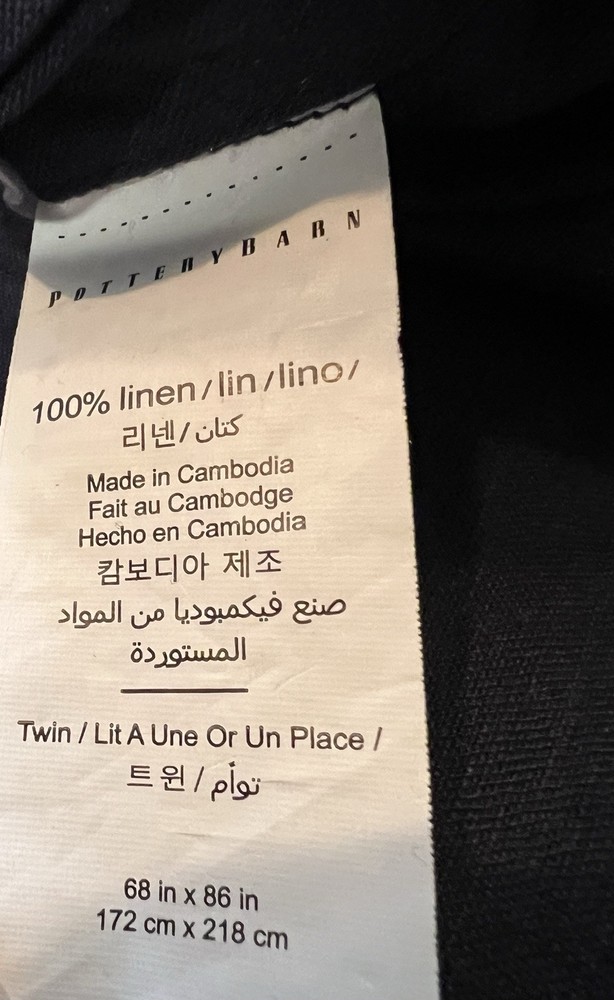 POTTERY BARN
100% linen/lin/lino/
리넨/كتان
Made in Cambodia
Fait au Cambodge
Hecho en Cambodia
캄보디아 제조
صنع فيكمبوديا من المواد
المستوردة
Twin / Lit A Une Or Un Place /
트윈/توأم
68 in x 86 in
172 cm x 218 cm